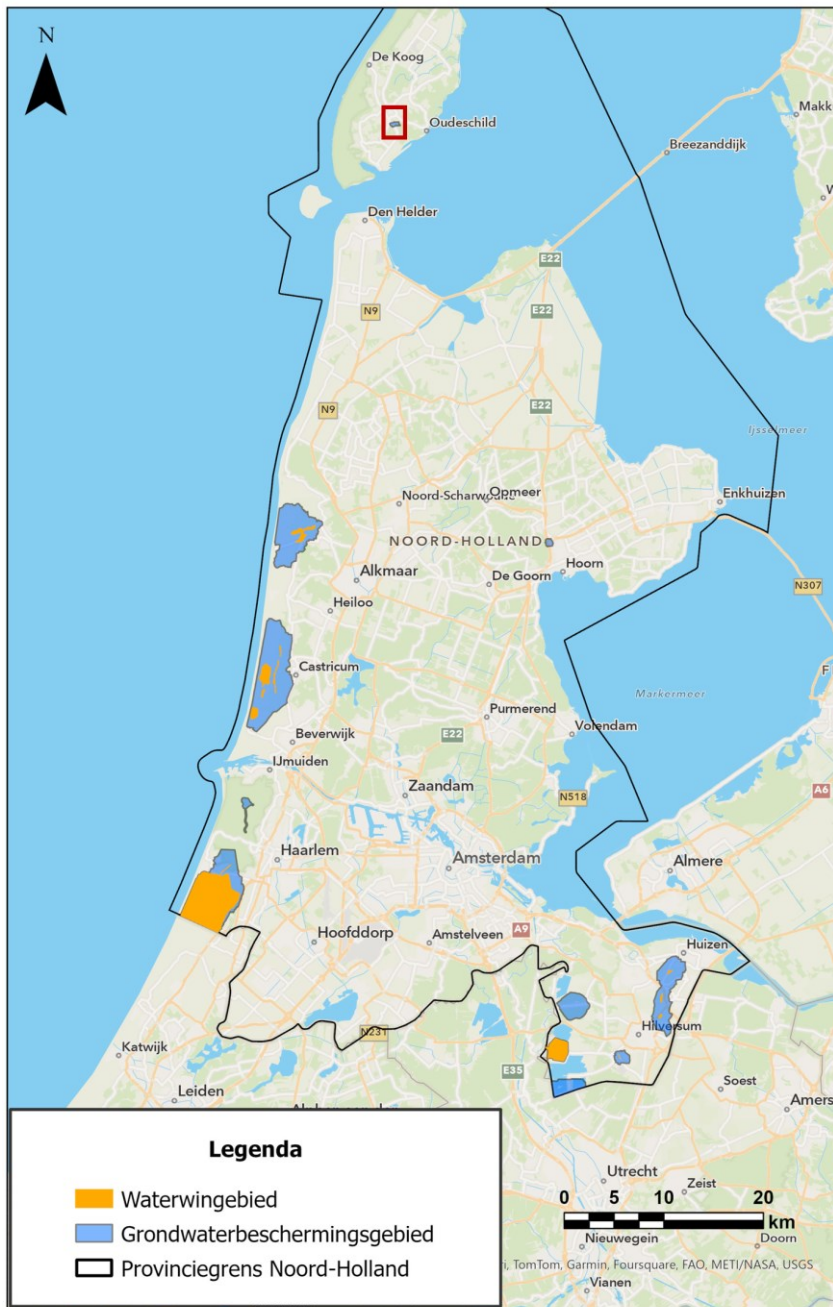 N
De Koog
Oudeschild
Makk
Breezanddijk
W
Den Helder
E22
N9
E22
N9
E22
IJsselmeer
Enkhuizen
Noord-Scharwoude
Opmeer
NOORD-HOLLAND
Hoorn
Alkmaar
De Goorn
N307
Heiloo
Castricum
F
Markermeer
Purmerend
Volendam
Beverwijk
E22
IJmuiden
Zaandam
N518
A6
Haarlem
Amsterdam
Almere
A9
Hoofddorp
Amstelveen
Huizen
N231
Hilversum
Katwijk
E35
Leiden
Soest
Amers
Legenda
Waterwingebied
Grondwaterbeschermingsgebied
Provinciegrens Noord-Holland
Utrecht
Zeist
0 5 10 20
km
Nieuwegein
Doorn
ri, TomTom, Garmin, Foursquare, FAO, METI/NASA, USGS
Vianen